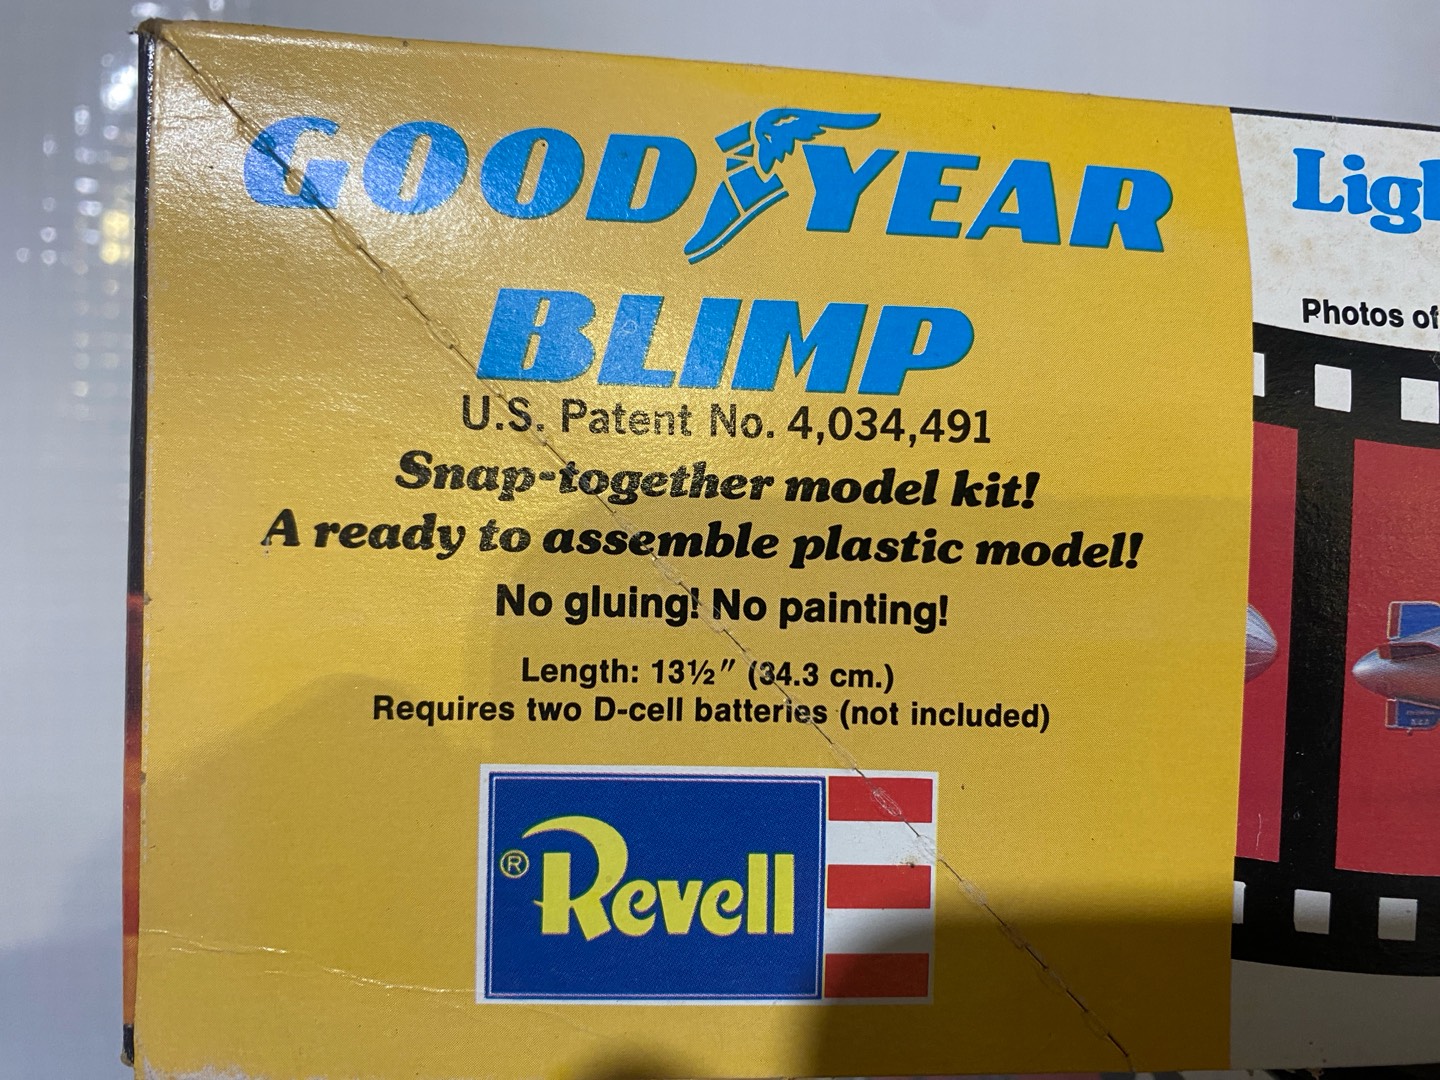 GOODYEAR
BLIMP
U.S. Patent No. 4,034,491
Snap-together model kit!
A ready to assemble plastic model!
No gluing! No painting!
Length: 13½″ (34.3 cm.)
Requires two D-cell batteries (not included)
® Revell
Photos of